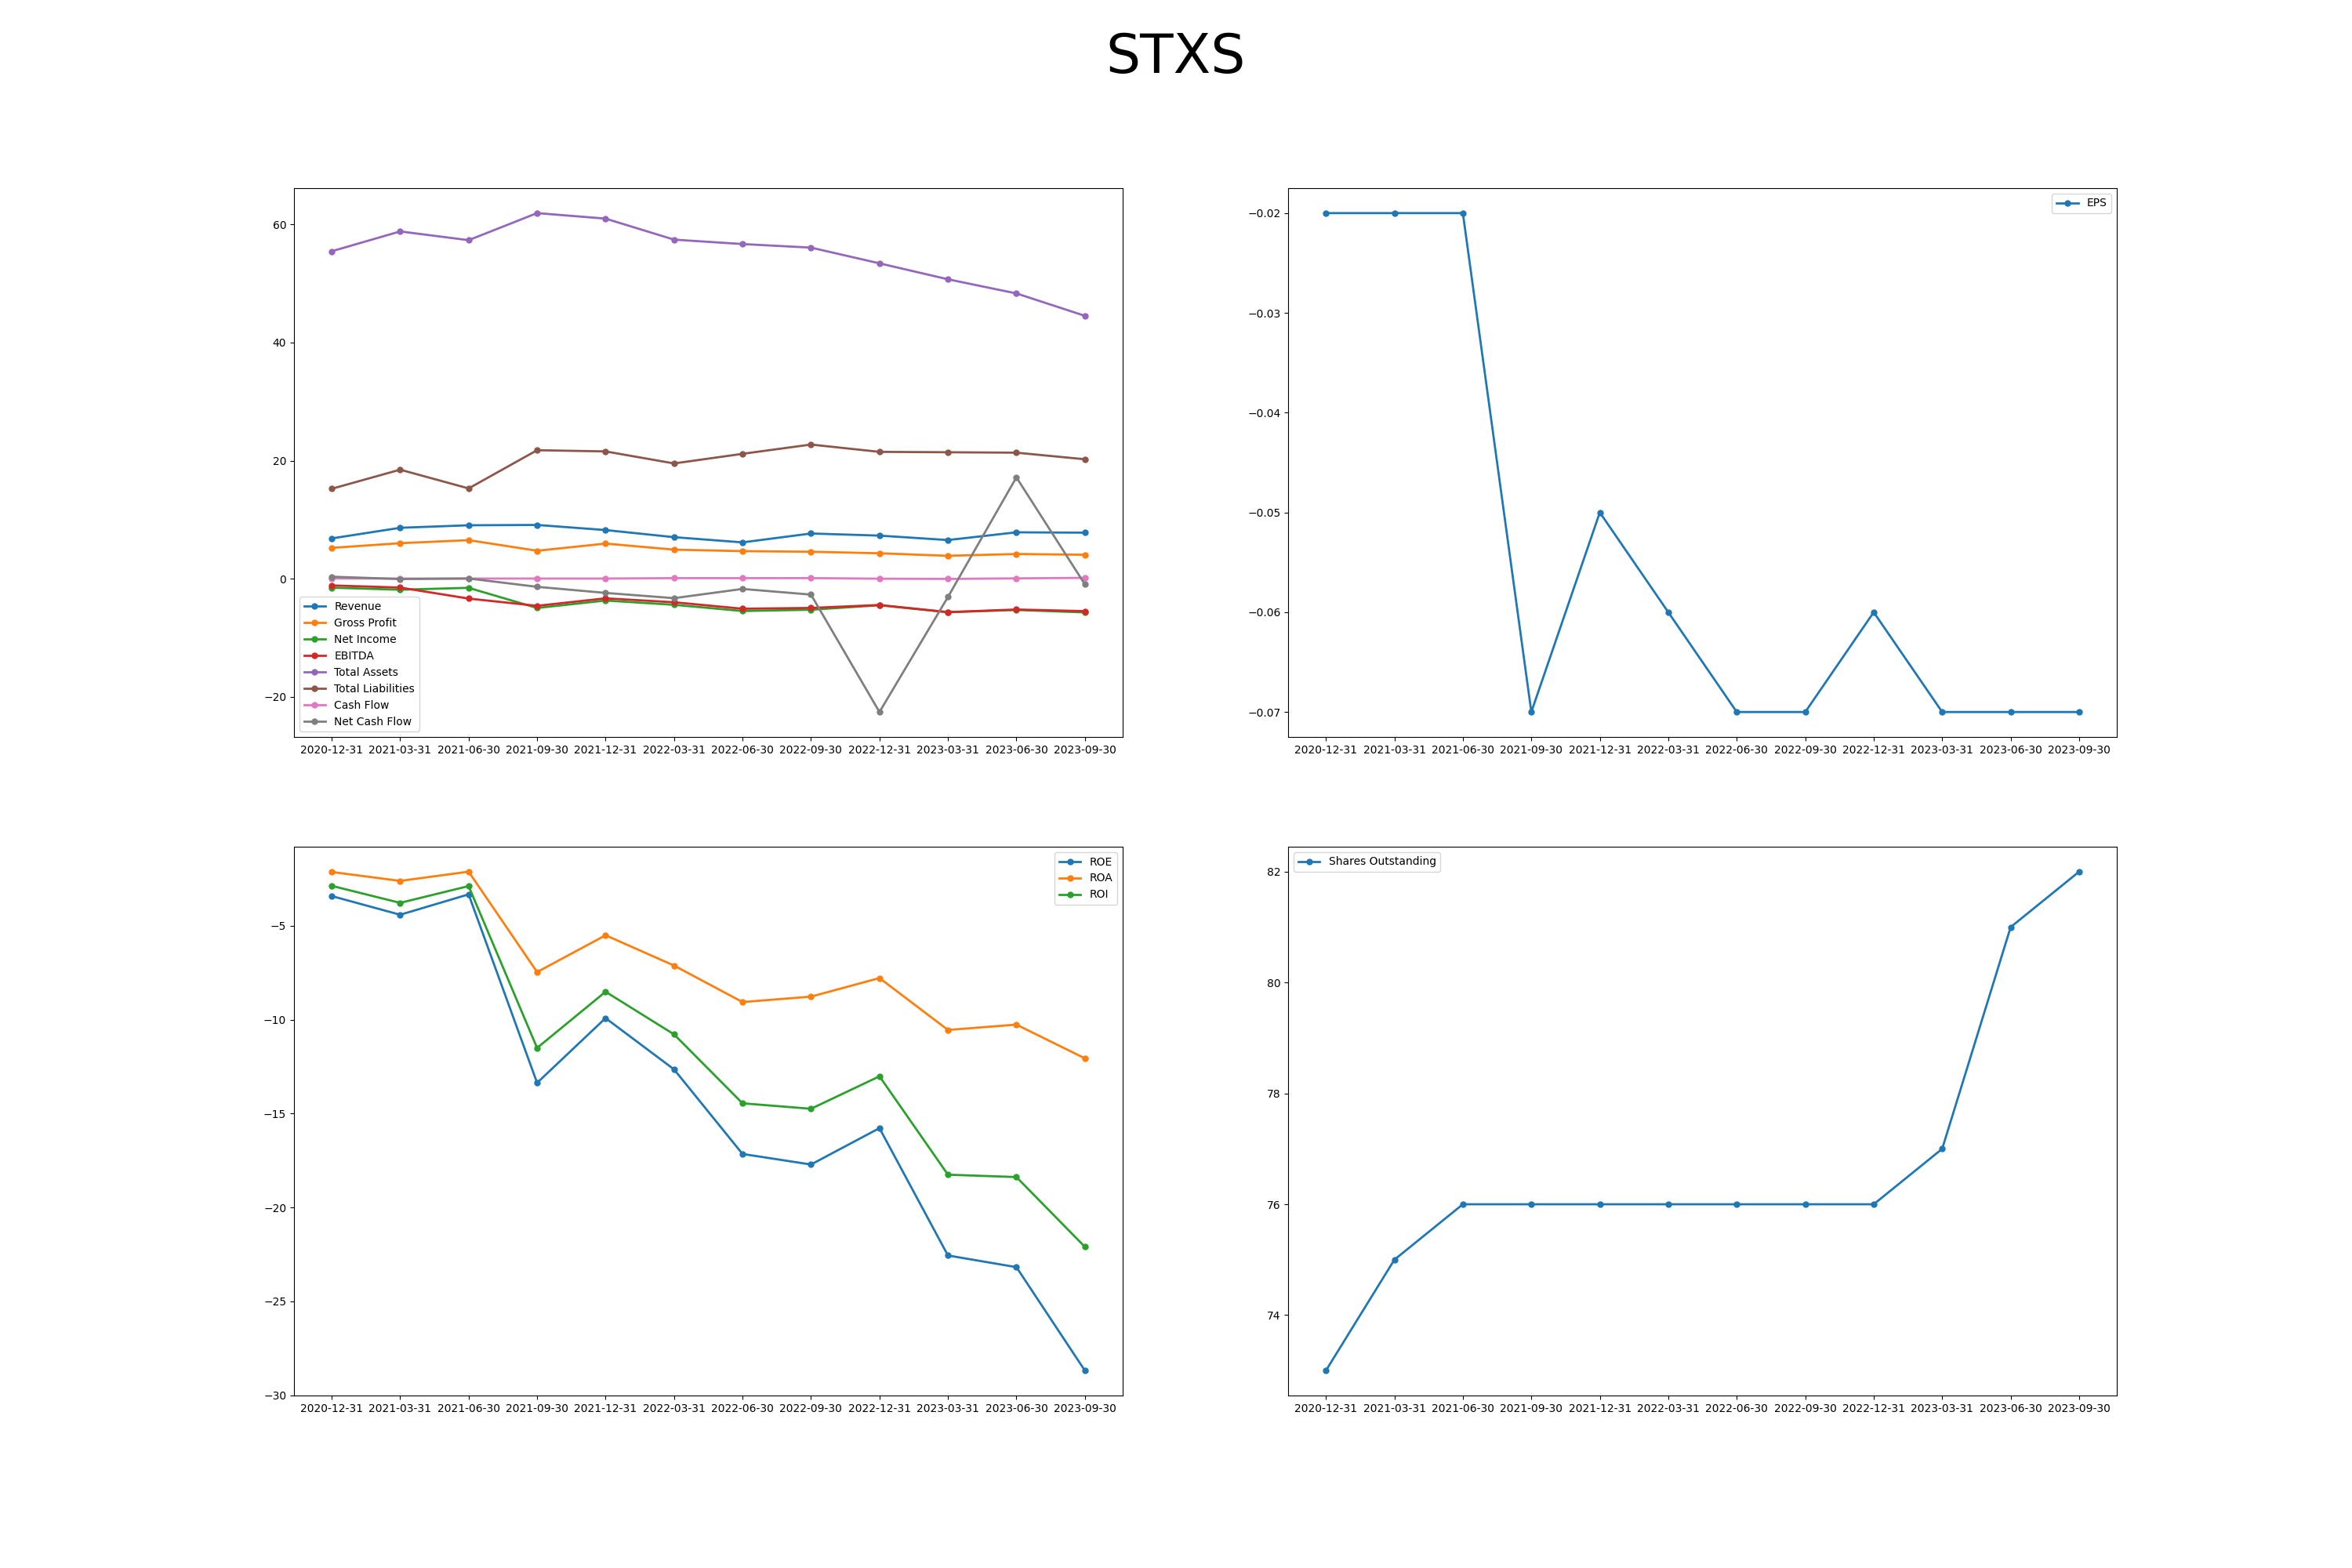 STXS
60
40
20
0
−20
Revenue
Gross Profit
Net Income
EBITDA
Total Assets
Total Liabilities
Cash Flow
Net Cash Flow
2020-12-31 2021-03-31 2021-06-30 2021-09-30 2021-12-31 2022-03-31 2022-06-30 2022-09-30 2022-12-31 2023-03-31 2023-06-30 2023-09-30
EPS
−0.02
−0.03
−0.04
−0.05
−0.06
−0.07
2020-12-31 2021-03-31 2021-06-30 2021-09-30 2021-12-31 2022-03-31 2022-06-30 2022-09-30 2022-12-31 2023-03-31 2023-06-30 2023-09-30
ROE
ROA
ROI
−5
−10
−15
−20
−25
−30
2020-12-31 2021-03-31 2021-06-30 2021-09-30 2021-12-31 2022-03-31 2022-06-30 2022-09-30 2022-12-31 2023-03-31 2023-06-30 2023-09-30
Shares Outstanding
82
80
78
76
74
2020-12-31 2021-03-31 2021-06-30 2021-09-30 2021-12-31 2022-03-31 2022-06-30 2022-09-30 2022-12-31 2023-03-31 2023-06-30 2023-09-30